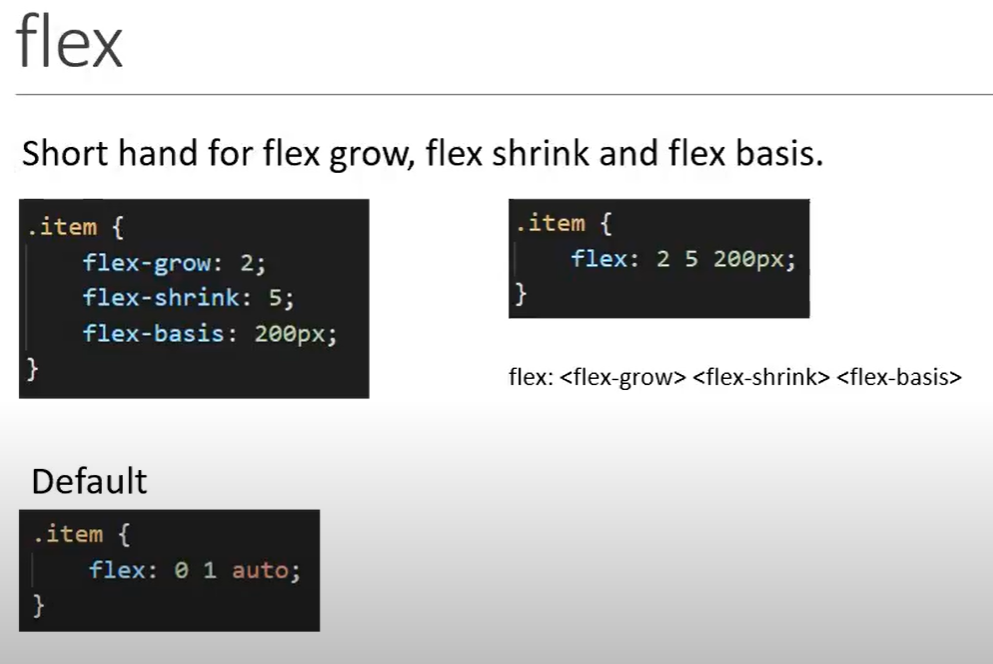 flex
Short hand for flex grow, flex shrink and flex basis.
.item {
flex-grow: 2;
flex-shrink: 5;
flex-basis: 200px;
}
.item {
flex: 2 5 200px;
}
flex: <flex-grow> <flex-shrink> <flex-basis>
Default
.item {
flex: 0 1 auto;
}